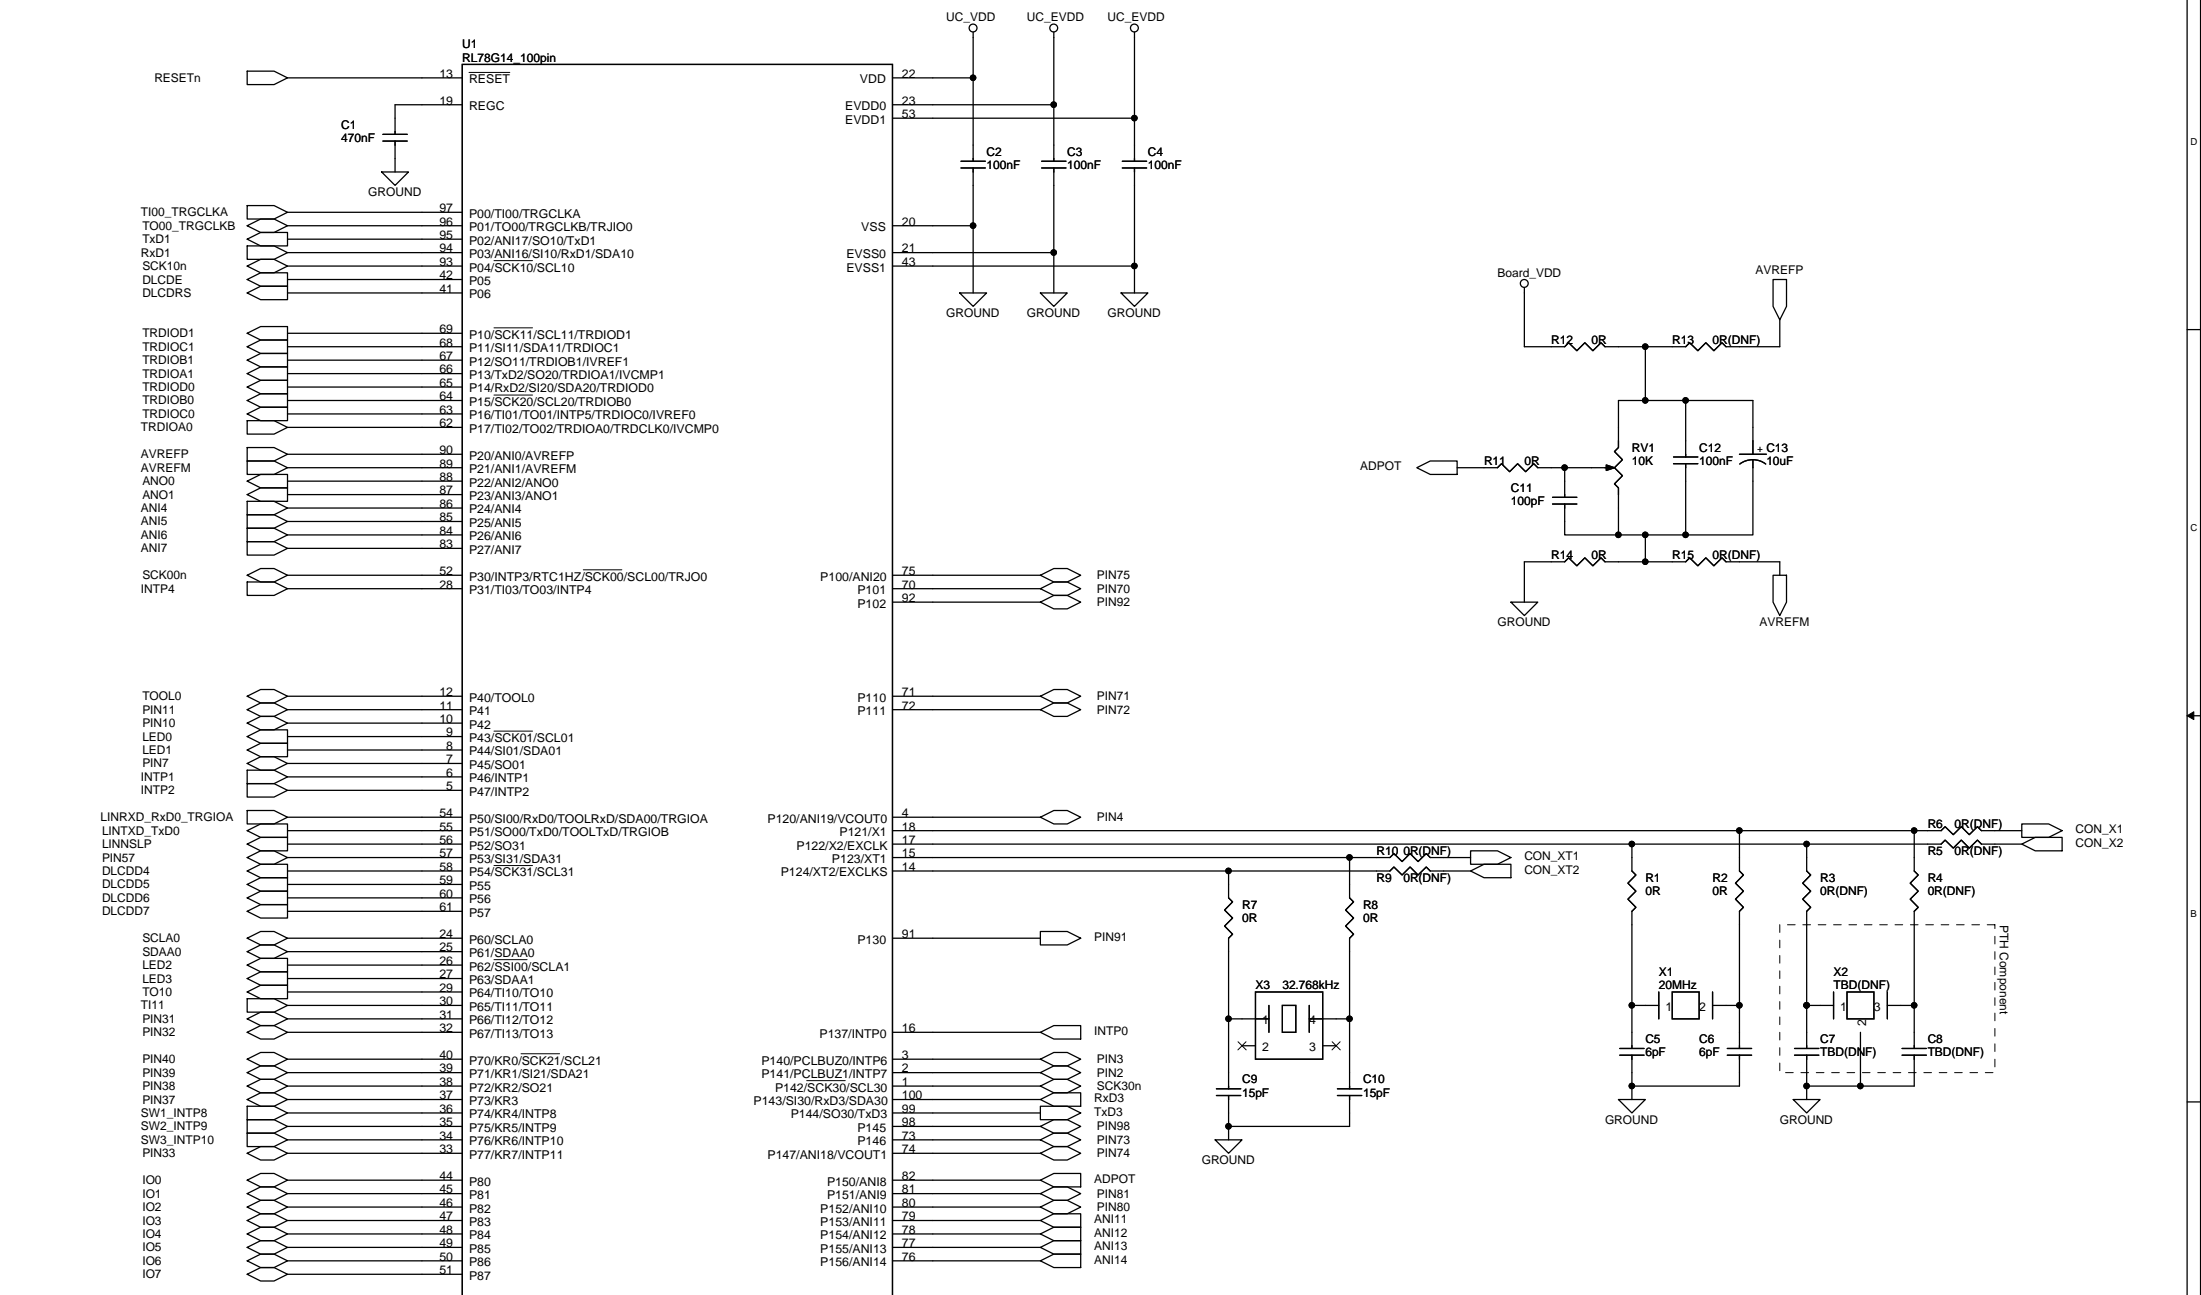 UC_VDD UC_EVDD UC_EVDD
U1
RL78G14_100pin
RESETn 13 RESET VDD 22
19 REGC EVDD0 23
EVDD1 53
C1
470nF
C2
100nF
C3
100nF
C4
100nF
GROUND
TI00_TRGCLKA 97 P00/TI00/TRGCLKA
TO00_TRGCLKB 96 P01/TO00/TRGCLKB/TRJIO0 VSS 20
TxD1 95 P02/ANI17/SO10/TxD1
RxD1 94 P03/ANI16/SI10/RxD1/SDA10 EVSS0 21
SCK10n 93 P04/SCK10/SCL10 EVSS1 43
DLCDE 42 P05
DLCDRS 41 P06
GROUND GROUND GROUND
TRDIOD1 69 P10/SCK11/SCL11/TRDIOD1
TRDIOC1 68 P11/SI11/SDA11/TRDIOC1
TRDIOB1 67 P12/SO11/TRDIOB1/IVREF1
TRDIOA1 66 P13/TxD2/SO20/TRDIOA1/IVCMP1
TRDIOD0 65 P14/RxD2/SI20/SDA20/TRDIOD0
TRDIOB0 64 P15/SCK20/SCL20/TRDIOB0
TRDIOC0 63 P16/TI01/TO01/INTP5/TRDIOC0/IVREF0
TRDIOA0 62 P17/TI02/TO02/TRDIOA0/TRDCLK0/IVCMP0
AVREFP 90 P20/ANI0/AVREFP
AVREFM 89 P21/ANI1/AVREFM
ANO0 88 P22/ANI2/ANO0
ANO1 87 P23/ANI3/ANO1
ANI4 86 P24/ANI4
ANI5 85 P25/ANI5
ANI6 84 P26/ANI6
ANI7 83 P27/ANI7
SCK00n 52 P30/INTP3/RTC1HZ/SCK00/SCL00/TRJO0 P100/ANI20 75 PIN75
INTP4 28 P31/TI03/TO03/INTP4 P101 70 PIN70
P102 92 PIN92
TOOL0 12 P40/TOOL0 P110 71 PIN71
PIN11 11 P41 P111 72 PIN72
PIN10 10 P42
LED0 9 P43/SCK01/SCL01
LED1 8 P44/SI01/SDA01
PIN7 7 P45/SO01
INTP1 6 P46/INTP1
INTP2 5 P47/INTP2
LINRXD_RxD0_TRGIOA 54 P50/SI00/RxD0/TOOLRxD/SDA00/TRGIOA P120/ANI19/VCOUT0 4 PIN4
LINTXD_TxD0 55 P51/SO00/TxD0/TOOLTxD/TRGIOB P121/X1 18
LINNSLP 56 P52/SO31 P122/X2/EXCLK 17
PIN57 57 P53/SI31/SDA31 P123/XT1 15
DLCDD4 58 P54/SCK31/SCL31 P124/XT2/EXCLKS 14
DLCDD5 59 P55
DLCDD6 60 P56
DLCDD7 61 P57
SCLA0 24 P60/SCLA0 P130 91 PIN91
SDAA0 25 P61/SDAA0
LED2 26 P62/SSI00/SCLA1
LED3 27 P63/SDAA1
TO10 29 P64/TI10/TO10
TI11 30 P65/TI11/TO11
PIN31 31 P66/TI12/TO12
PIN32 32 P67/TI13/TO13 P137/INTP0 16 INTP0
PIN40 40 P70/KR0/SCK21/SCL21 P140/PCLBUZ0/INTP6 3 PIN3
PIN39 39 P71/KR1/SI21/SDA21 P141/PCLBUZ1/INTP7 2 PIN2
PIN38 38 P72/KR2/SO21 P142/SCK30/SCL30 1 SCK30n
PIN37 37 P73/KR3 P143/SI30/RxD3/SDA30 100 RxD3
SW1_INTP8 36 P74/KR4/INTP8 P144/SO30/TxD3 99 TxD3
SW2_INTP9 35 P75/KR5/INTP9 P145 98 PIN98
SW3_INTP10 34 P76/KR6/INTP10 P146 73 PIN73
PIN33 33 P77/KR7/INTP11 P147/ANI18/VCOUT1 74 PIN74
IO0 44 P80 P150/ANI8 82 ADPOT
IO1 45 P81 P151/ANI9 81 PIN81
IO2 46 P82 P152/ANI10 80 PIN80
IO3 47 P83 P153/ANI11 79 ANI11
IO4 48 P84 P154/ANI12 78 ANI12
IO5 49 P85 P155/ANI13 77 ANI13
IO6 50 P86 P156/ANI14 76 ANI14
IO7 51 P87
Board_VDD AVREFP
R12 0R R13 0R(DNF)
ADPOT R11 0R
RV1
10K
C12
100nF
+ C13
10uF
C11
100pF
R14 0R R15 0R(DNF)
GROUND AVREFM
R6 0R(DNF) CON_X1
R5 0R(DNF) CON_X2
R10 0R(DNF) CON_XT1
R9 0R(DNF) CON_XT2
R7
0R
R8
0R
R1
0R
R2
0R
R3
0R(DNF)
R4
0R(DNF)
PTH Component
X3 32.768kHz
1 4
2 3
X1
20MHz
1 2
X2
TBD(DNF)
1 3
2
C5
6pF
C6
6pF
C7
TBD(DNF)
C8
TBD(DNF)
C9
15pF
C10
15pF
GROUND GROUND
GROUND
D
C
B